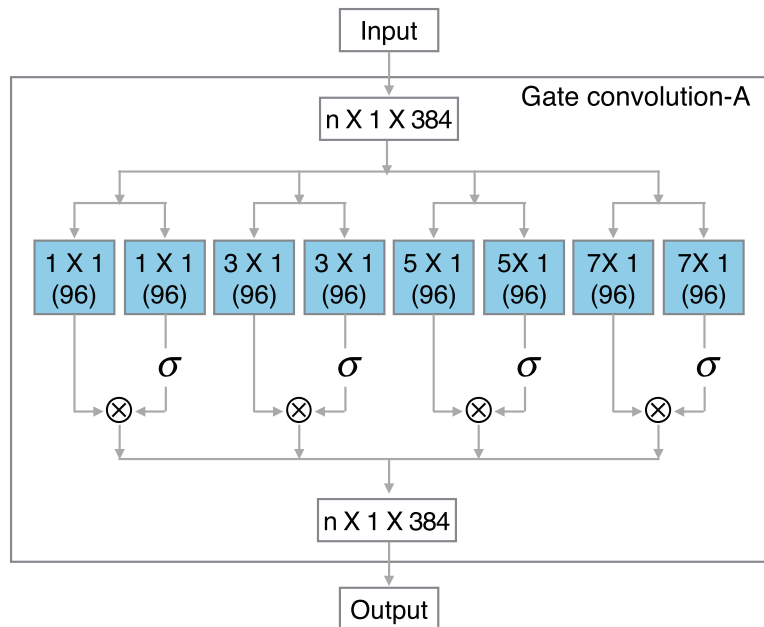 Input
Gate convolution-A
n X 1 X 384
1 X 1
(96)
1 X 1
(96)
3 X 1
(96)
3 X 1
(96)
5 X 1
(96)
5X 1
(96)
7X 1
(96)
7X 1
(96)
σ
σ
σ
σ
n X 1 X 384
Output